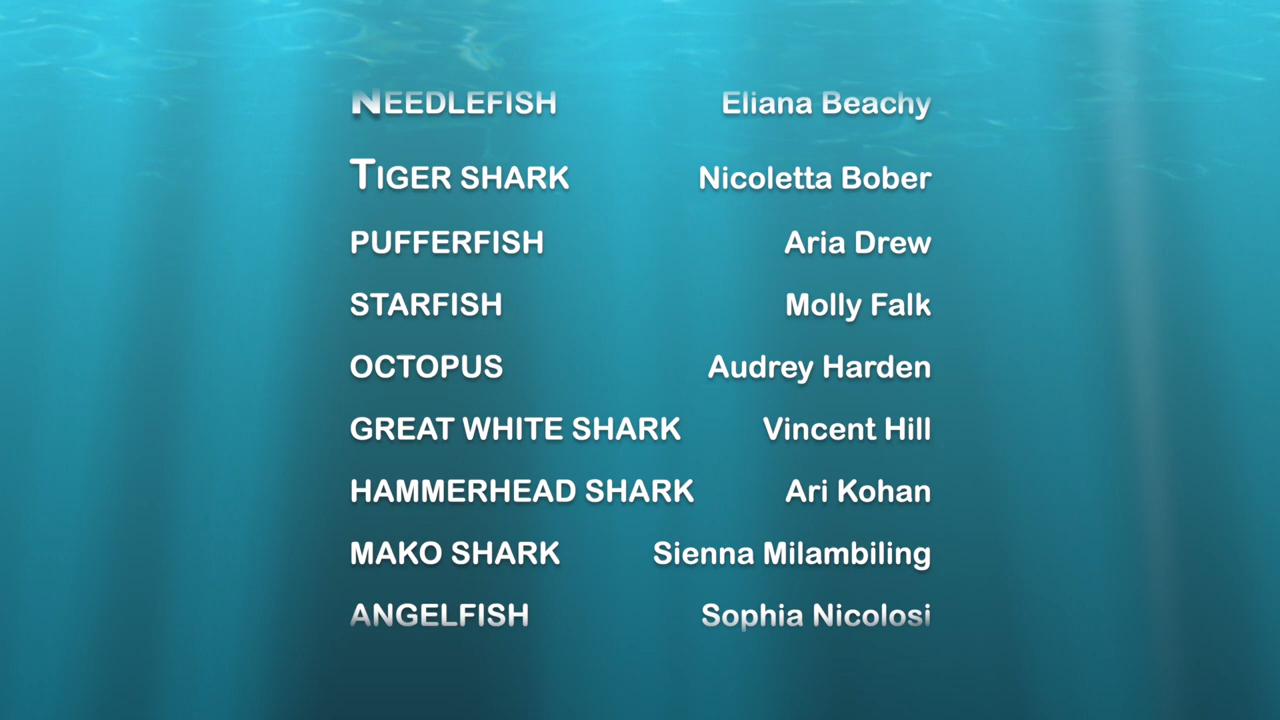 NEEDLEFISH Eliana Beachy
TIGER SHARK Nicoletta Bober
PUFFERFISH Aria Drew
STARFISH Molly Falk
OCTOPUS Audrey Harden
GREAT WHITE SHARK Vincent Hill
HAMMERHEAD SHARK Ari Kohan
MAKO SHARK Sienna Milambiling
ANGELFISH Sophia Nicolosi